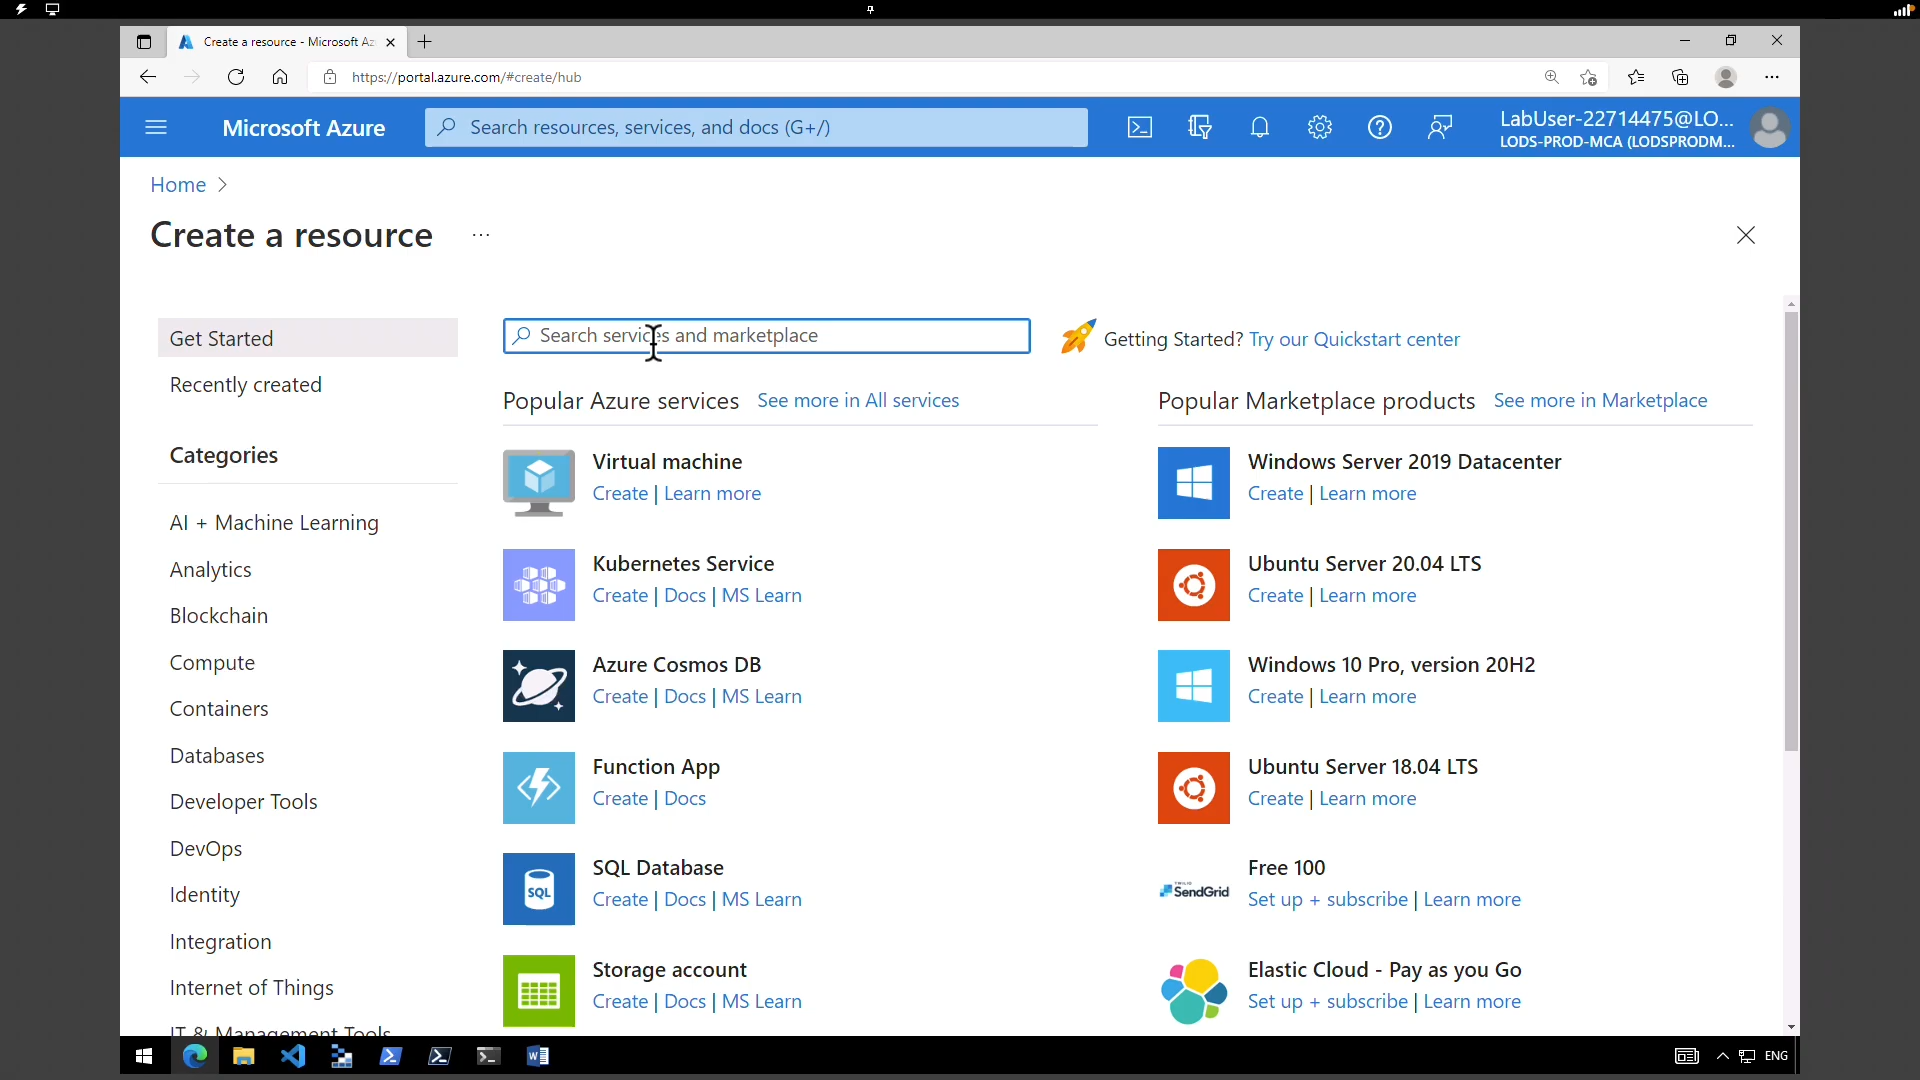 Create a resource - Microsoft Az
https://portal.azure.com/#create/hub
Microsoft Azure
Search resources, services, and docs (G+/)
LabUser-22714475@LO...
LODS-PROD-MCA (LODSPRODM...
Home
Create a resource
Get Started
Recently created
Categories
AI + Machine Learning
Analytics
Blockchain
Compute
Containers
Databases
Developer Tools
DevOps
Identity
Integration
Internet of Things
IT & Management Tools
Search services and marketplace
Getting Started? Try our Quickstart center
Popular Azure services See more in All services
Virtual machine
Create | Learn more
Kubernetes Service
Create | Docs | MS Learn
Azure Cosmos DB
Create | Docs | MS Learn
Function App
Create | Docs
SQL
SQL Database
Create | Docs | MS Learn
Storage account
Create | Docs | MS Learn
Popular Marketplace products See more in Marketplace
Windows Server 2019 Datacenter
Create | Learn more
Ubuntu Server 20.04 LTS
Create | Learn more
Windows 10 Pro, version 20H2
Create | Learn more
Ubuntu Server 18.04 LTS
Create | Learn more
SendGrid
Free 100
Set up + subscribe | Learn more
Elastic Cloud - Pay as you Go
Set up + subscribe | Learn more
ENG